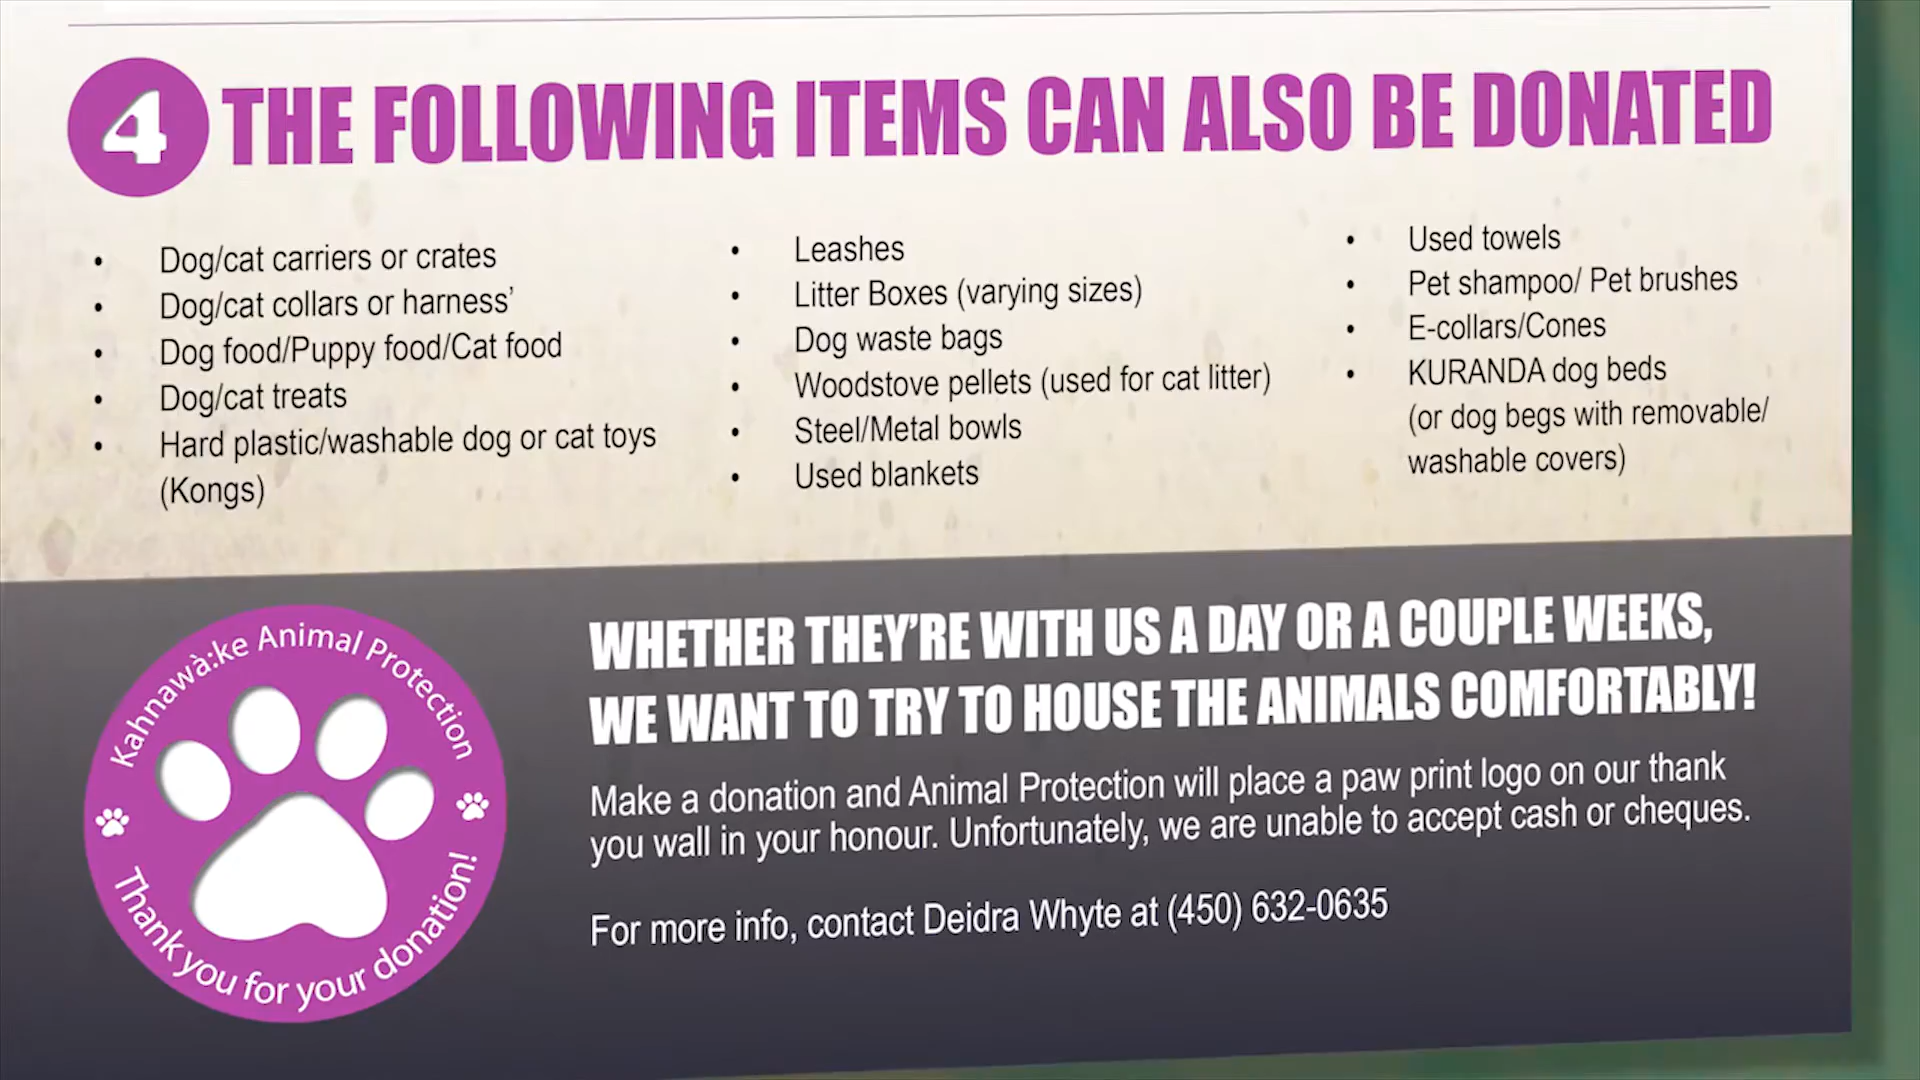 4 THE FOLLOWING ITEMS CAN ALSO BE DONATED
• Dog/cat carriers or crates
• Dog/cat collars or harness’
• Dog food/Puppy food/Cat food
• Dog/cat treats
• Hard plastic/washable dog or cat toys
(Kongs)
• Leashes
• Litter Boxes (varying sizes)
• Dog waste bags
• Woodstove pellets (used for cat litter)
• Steel/Metal bowls
• Used blankets
• Used towels
• Pet shampoo/ Pet brushes
• E-collars/Cones
• KURANDA dog beds
(or dog begs with removable/
washable covers)
Kahnawà:ke Animal Protection
Thank you for your donation!
WHETHER THEY’RE WITH US A DAY OR A COUPLE WEEKS,
WE WANT TO TRY TO HOUSE THE ANIMALS COMFORTABLY!
Make a donation and Animal Protection will place a paw print logo on our thank
you wall in your honour. Unfortunately, we are unable to accept cash or cheques.
For more info, contact Deidra Whyte at (450) 632-0635